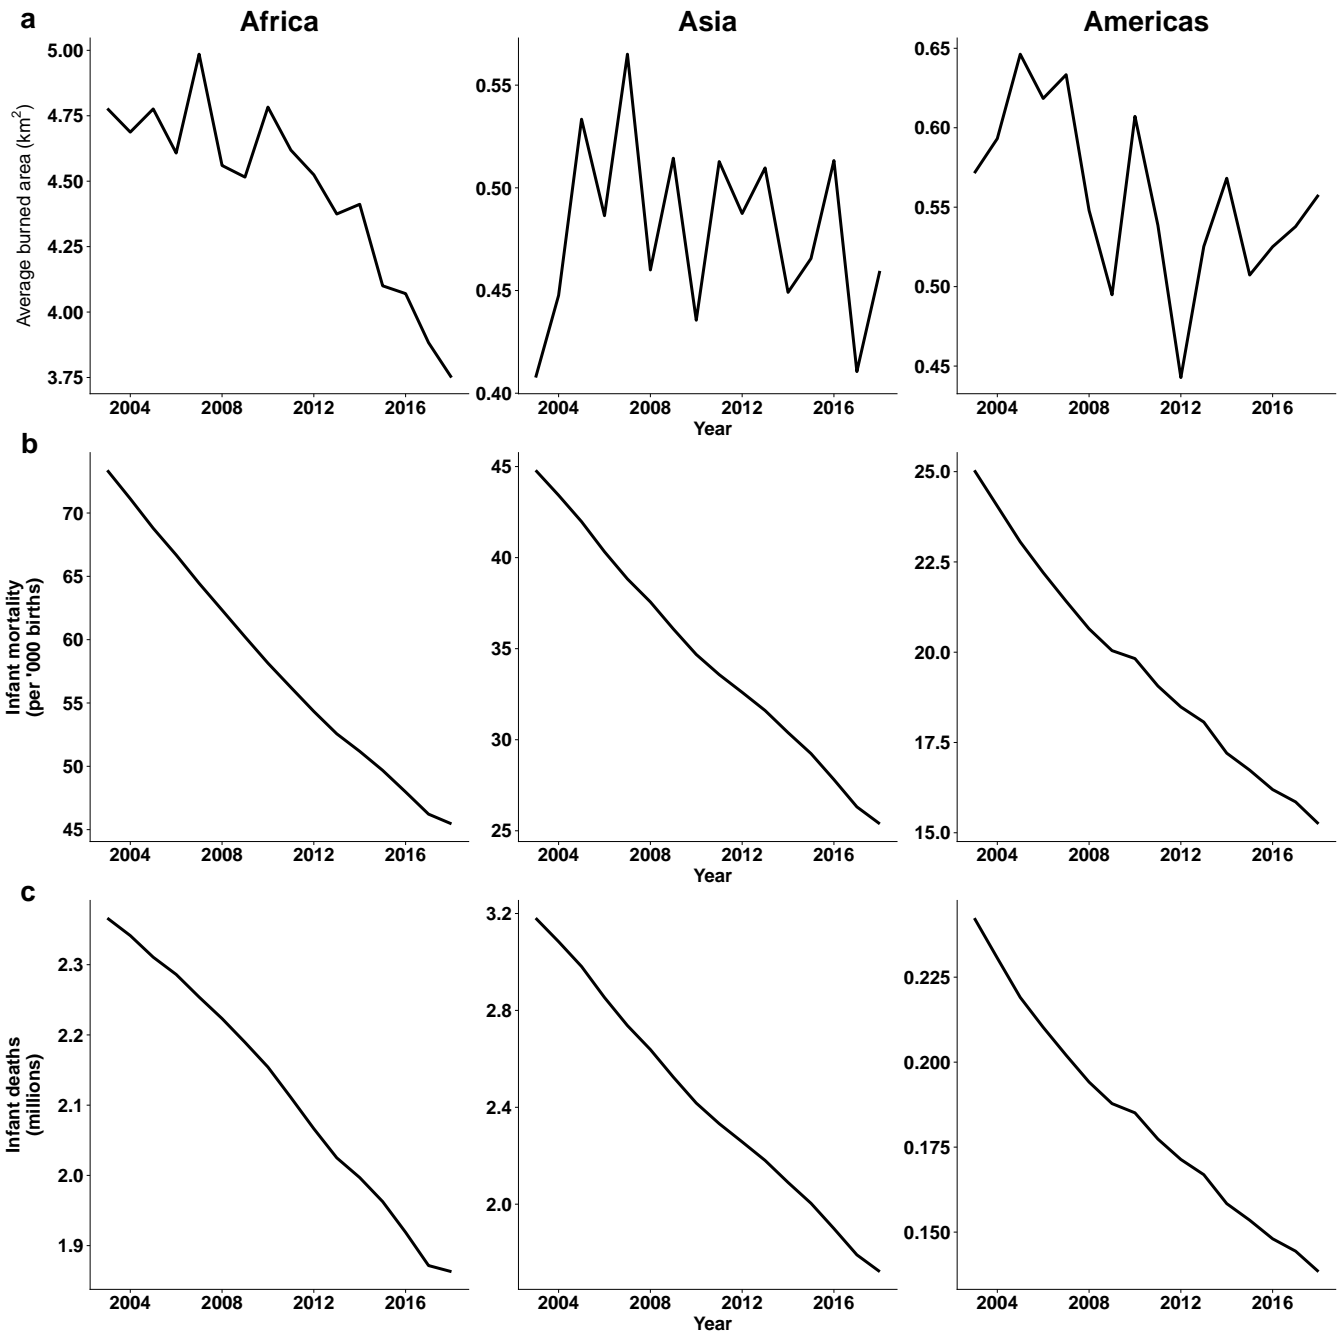 a
Africa
Asia
Americas
Average burned area (km2)
5.00
4.75
4.50
4.25
4.00
3.75
2004 2008 2012 2016
0.55
0.50
0.45
0.40
2004 2008 2012 2016
Year
0.65
0.60
0.55
0.50
0.45
2004 2008 2012 2016
b
Infant mortality
(per '000 births)
70
65
60
55
50
45
2004 2008 2012 2016
45
40
35
30
25
2004 2008 2012 2016
Year
25.0
22.5
20.0
17.5
15.0
2004 2008 2012 2016
c
Infant deaths
(millions)
2.3
2.2
2.1
2.0
1.9
2004 2008 2012 2016
3.2
2.8
2.4
2.0
2004 2008 2012 2016
Year
0.225
0.200
0.175
0.150
2004 2008 2012 2016